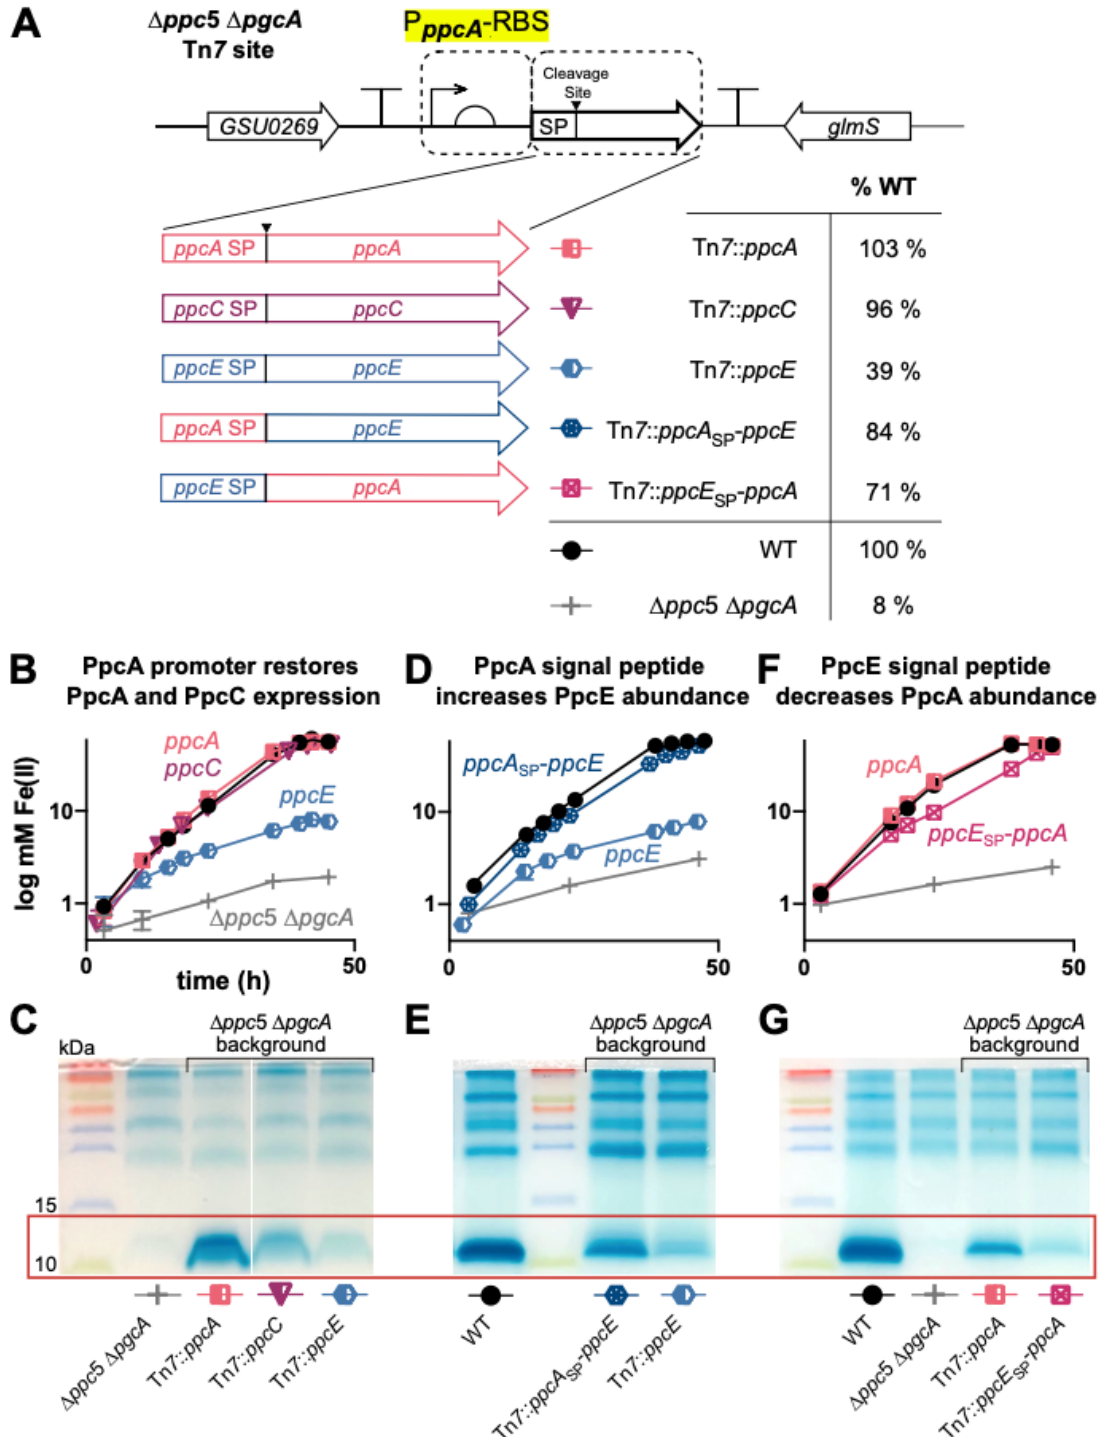 A
Δppc5 ΔpgcA
Tn7 site
PppcA-RBS
Cleavage
Site
GSU0269
SP
glmS
% WT
ppcA SP
ppcA
Tn7::ppcA
103 %
ppcC SP
ppcC
Tn7::ppcC
96 %
ppcE SP
ppcE
Tn7::ppcE
39 %
ppcA SP
ppcE
Tn7::ppcASP-ppcE
84 %
ppcE SP
ppcA
Tn7::ppcESP-ppcA
71 %
WT
100 %
Δppc5 ΔpgcA
8 %
B
PpcA promoter restores
PpcA and PpcC expression
log mM Fe(II)
10
1
0
50
time (h)
ppcA
ppcC
ppcE
Δppc5 ΔpgcA
D
PpcA signal peptide
increases PpcE abundance
ppcASP-ppcE
ppcE
10
1
0
50
F
PpcE signal peptide
decreases PpcA abundance
ppcA
ppcESP-ppcA
10
1
0
50
C
kDa
Δppc5 ΔpgcA
background
15
10
Δppc5 ΔpgcA
Tn7::ppcA
Tn7::ppcC
Tn7::ppcE
E
Δppc5 ΔpgcA
background
WT
Tn7::ppcASP-ppcE
Tn7::ppcE
G
Δppc5 ΔpgcA
background
WT
Δppc5 ΔpgcA
Tn7::ppcA
Tn7::ppcESP-ppcA